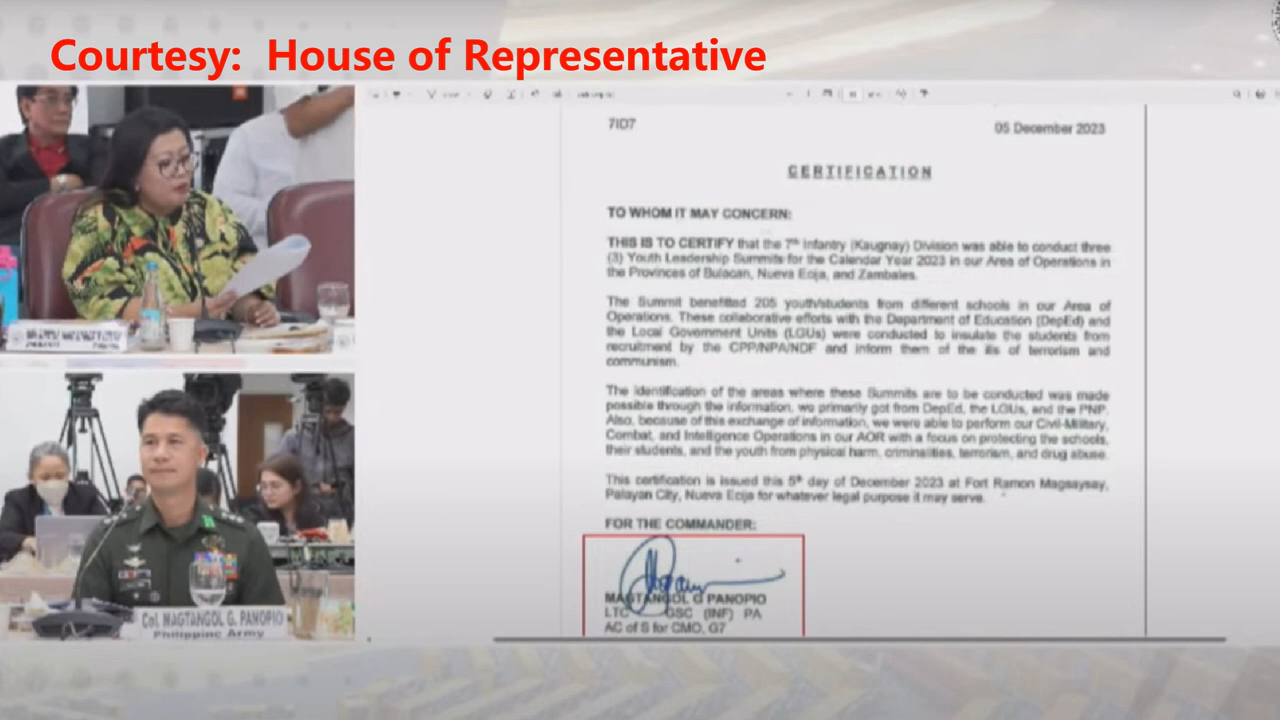 Courtesy: House of Representative
7ID7
05 December 2023
CERTIFICATION
TO WHOM IT MAY CONCERN:
THIS IS TO CERTIFY that the 7th Infantry (Kaugnay) Division was able to conduct three
(3) Youth Leadership Summits for the Calendar Year 2023 in our Area of Operations in
the Provinces of Bulacan, Nueva Ecija, and Zambales.
The Summit benefitted 205 youth/students from different schools in our Area of
Operations. These collaborative efforts with the Department of Education (DepEd) and
the Local Government Units (LGUs) were conducted to insulate the students from
recruitment by the CPP/NPA/NDF and inform them of the ills of terrorism and
communism.
The identification of the areas where these Summits are to be conducted was made
possible through the information, we primarily got from DepEd, the LGUs, and the PNP.
Also, because of this exchange of information, we were able to perform our Civil-Military,
Combat, and Intelligence Operations in our AOR with a focus on protecting the schools,
their students, and the youth from physical harm, criminalities, terrorism, and drug abuse.
This certification is issued this 5th day of December 2023 at Fort Ramon Magsaysay,
Palayan City, Nueva Ecija for whatever legal purpose it may serve.
FOR THE COMMANDER:
MAGTANGOL G PANOPIO
LTC GSC (INF) PA
AC of S for CMO, G7
Col. MAGTANGOL G. PANOPIO
Philippine Army